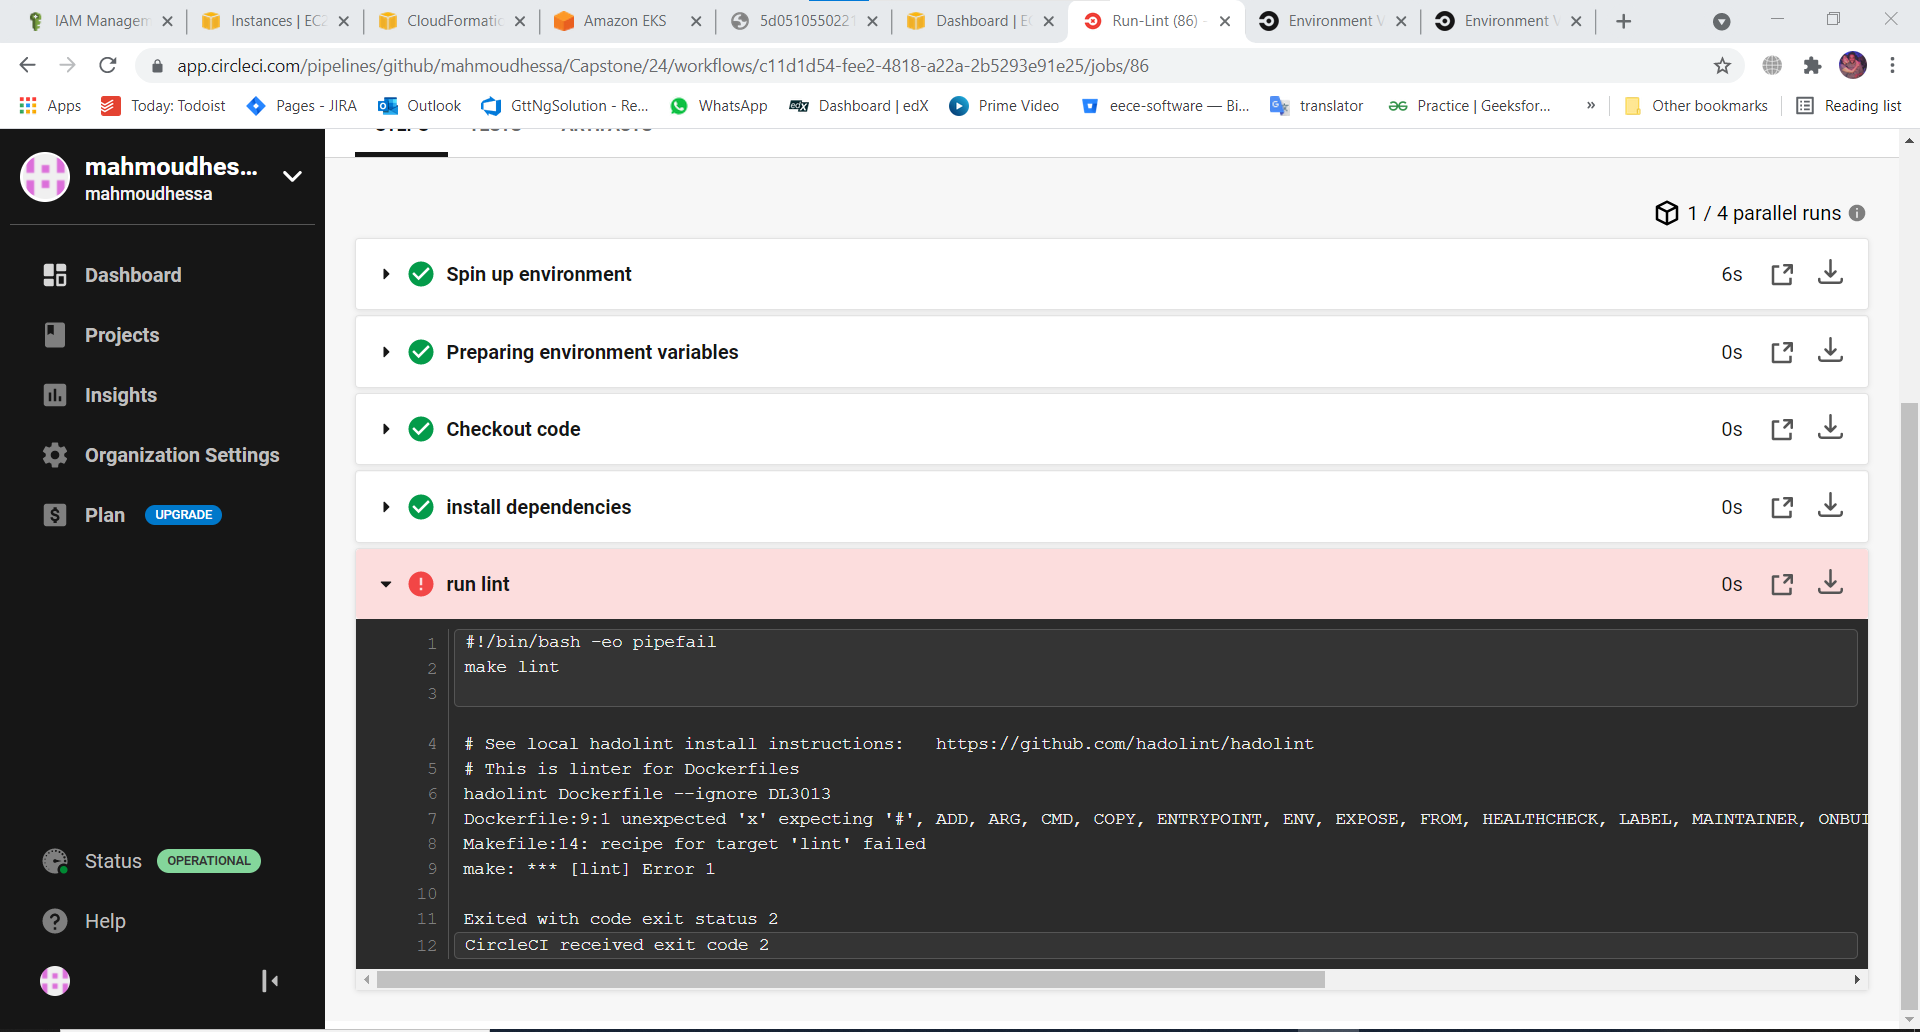 IAM Managem
Instances | EC2
CloudFormatic
Amazon EKS
5d0510550221
Dashboard | EC
Run-Lint (86) -
Environment V
Environment V
app.circleci.com/pipelines/github/mahmoudhessa/Capstone/24/workflows/c11d1d54-fee2-4818-a22a-2b5293e91e25/jobs/86
Apps
Today: Todoist
Pages - JIRA
Outlook
GttNgSolution - Re...
WhatsApp
Dashboard | edX
Prime Video
eece-software — Bi...
translator
Practice | Geeksfor...
»
Other bookmarks
Reading list
mahmoudhes...
mahmoudhessa
Dashboard
Projects
Insights
Organization Settings
Plan UPGRADE
Status OPERATIONAL
Help
STEPS TESTS ARTIFACTS
1 / 4 parallel runs
Spin up environment 6s
Preparing environment variables 0s
Checkout code 0s
install dependencies 0s
run lint 0s
1 #!/bin/bash -eo pipefail
2 make lint
3
4 # See local hadolint install instructions:   https://github.com/hadolint/hadolint
5 # This is linter for Dockerfiles
6 hadolint Dockerfile --ignore DL3013
7 Dockerfile:9:1 unexpected 'x' expecting '#', ADD, ARG, CMD, COPY, ENTRYPOINT, ENV, EXPOSE, FROM, HEALTHCHECK, LABEL, MAINTAINER, ONBUI
8 Makefile:14: recipe for target 'lint' failed
9 make: *** [lint] Error 1
10
11 Exited with code exit status 2
12 CircleCI received exit code 2